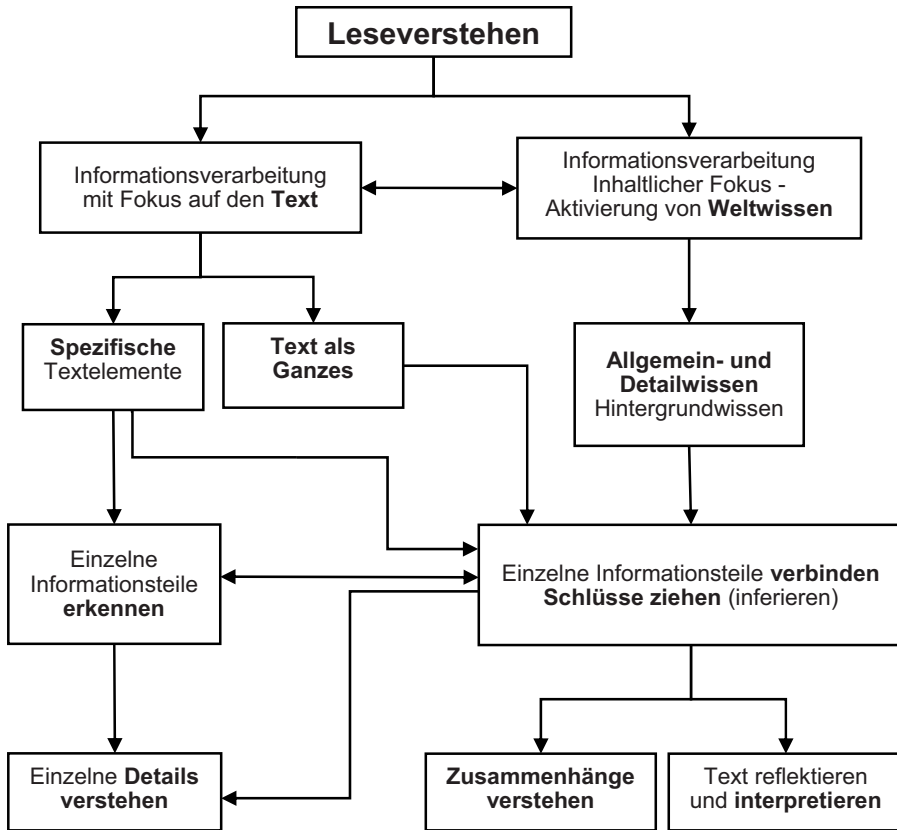 Leseverstehen
Informationsverarbeitung
mit Fokus auf den Text
Informationsverarbeitung
Inhaltlicher Fokus -
Aktivierung von Weltwissen
Spezifische
Textelemente
Text als
Ganzes
Allgemein- und
Detailwissen
Hintergrundwissen
Einzelne
Informationsteile
erkennen
Einzelne Informationsteile verbinden
Schlüsse ziehen (inferieren)
Einzelne Details
verstehen
Zusammenhänge
verstehen
Text reflektieren
und interpretieren